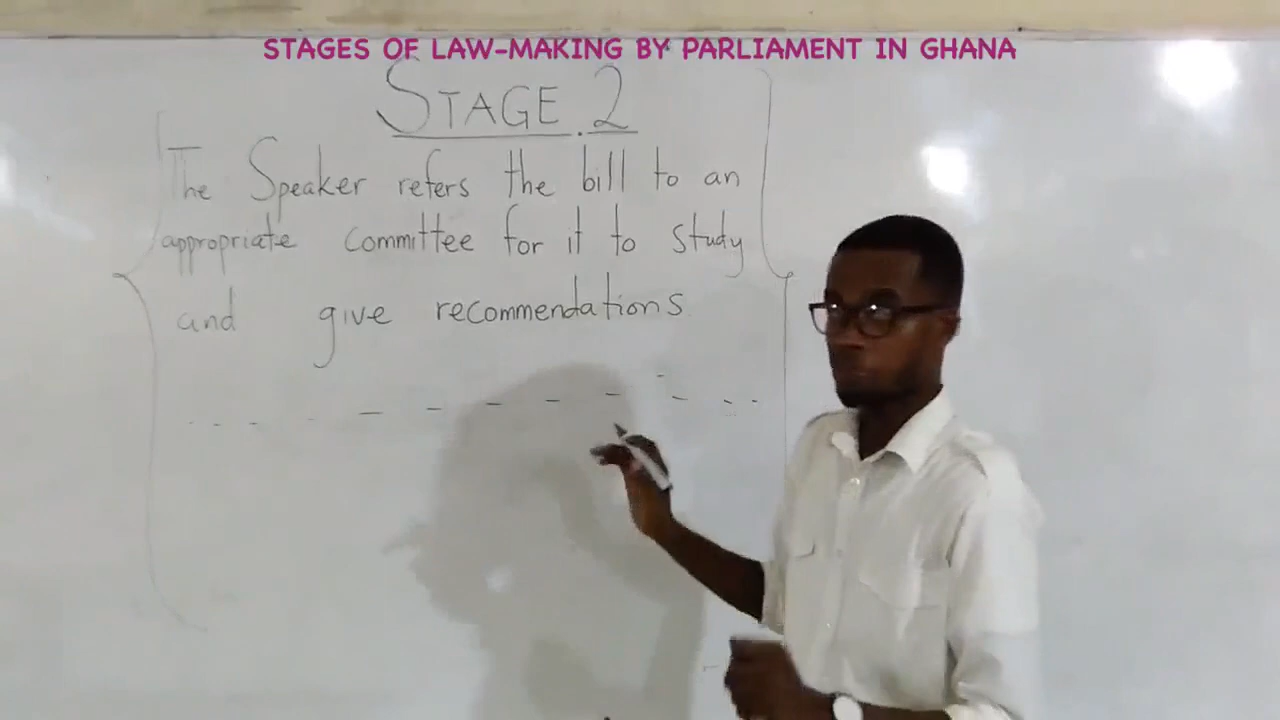 STAGES OF LAW-MAKING BY PARLIAMENT IN GHANA
STAGE 2
The Speaker refers the bill to an
appropriate committee for it to study
and give recommendations